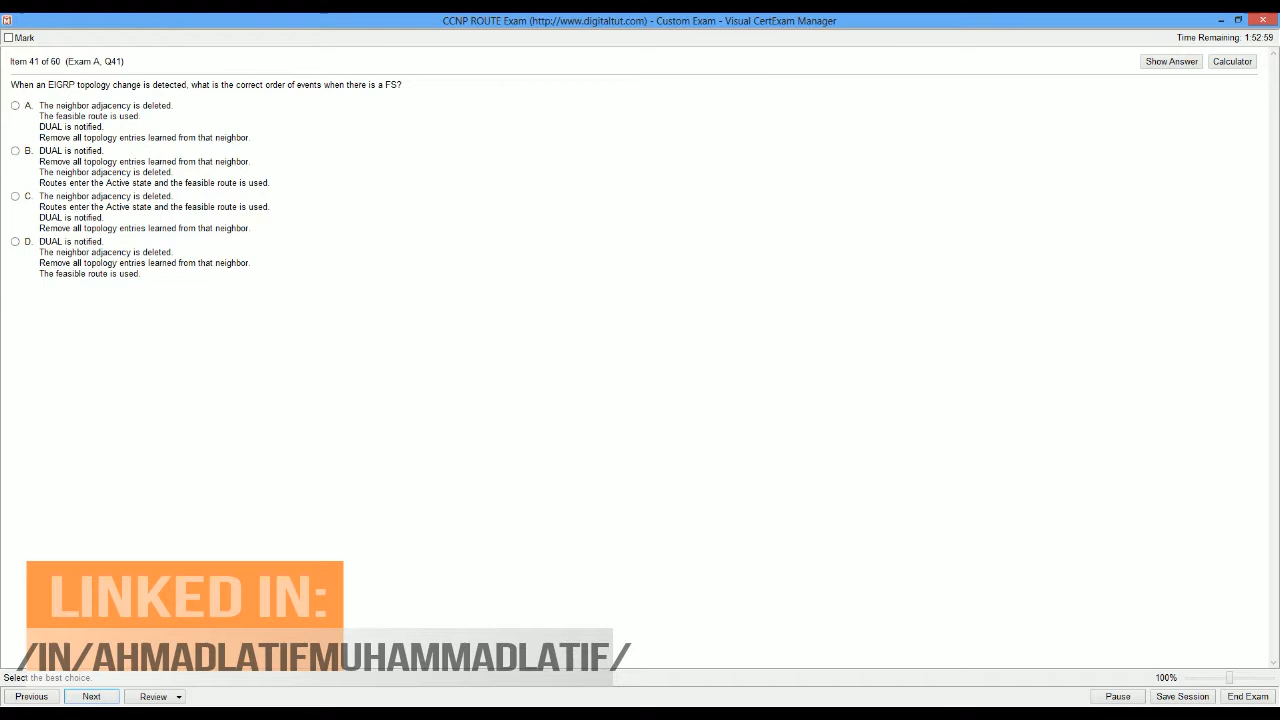 CCNP ROUTE Exam (http://www.digitaltut.com) - Custom Exam - Visual CertExam Manager
Mark
Time Remaining: 1:52:59
Item 41 of 60 (Exam A, Q41)
Show Answer
Calculator
When an EIGRP topology change is detected, what is the correct order of events when there is a FS?
A. The neighbor adjacency is deleted.
The feasible route is used.
DUAL is notified.
Remove all topology entries learned from that neighbor.
B. DUAL is notified.
Remove all topology entries learned from that neighbor.
The neighbor adjacency is deleted.
Routes enter the Active state and the feasible route is used.
C. The neighbor adjacency is deleted.
Routes enter the Active state and the feasible route is used.
DUAL is notified.
Remove all topology entries learned from that neighbor.
D. DUAL is notified.
The neighbor adjacency is deleted.
Remove all topology entries learned from that neighbor.
The feasible route is used.
LINKED IN:
/IN/AHMADLATIFMUHAMMADLATIF/
Select the best choice.
100%
Previous
Next
Review
Pause
Save Session
End Exam